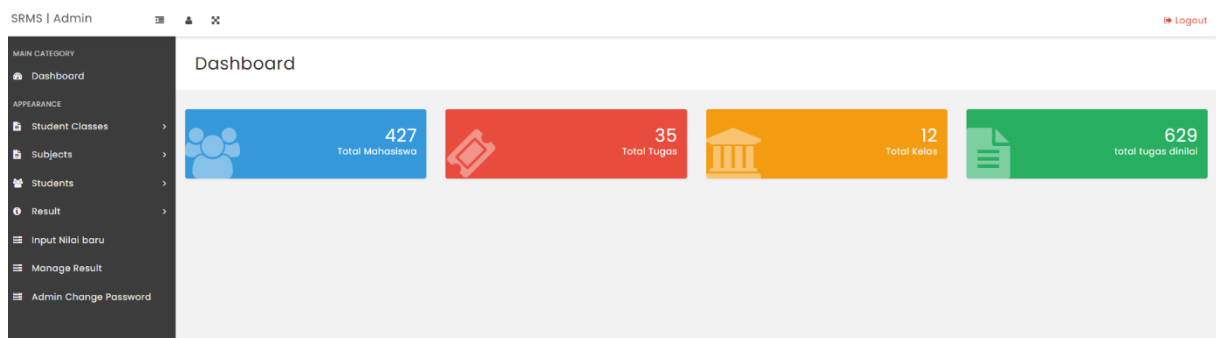 SRMS | Admin
Logout
MAIN CATEGORY
Dashboard
APPEARANCE
Student Classes
Subjects
Students
Result
Input Nilai baru
Manage Result
Admin Change Password
Dashboard
427
Total Mahasiswa
35
Total Tugas
12
Total Kelas
629
total tugas dinilai